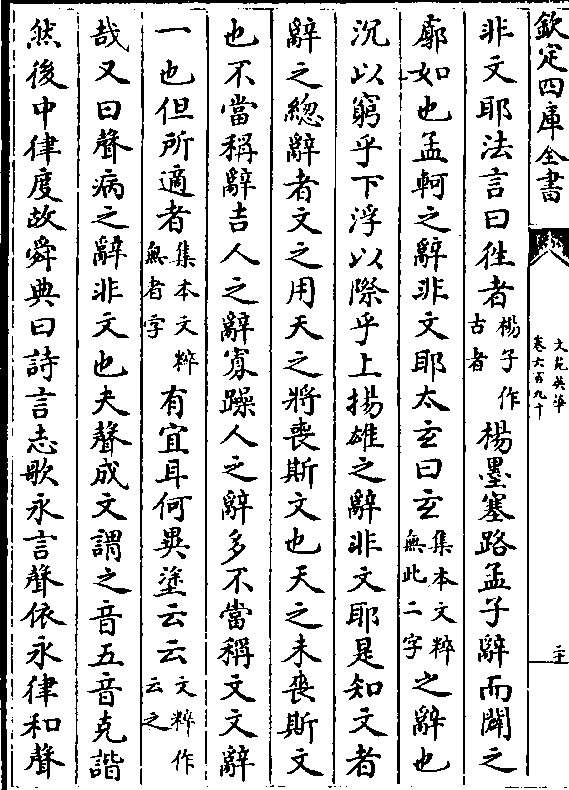 欽定四庫全書
文苑英華
卷六百九十
主
非文耶法言曰徃者楊子作古者楊墨塞路孟子辭而闢之
廓如也孟軻之辭非文耶太玄曰玄集本文粹無此二字之辭也
沉以窮乎下浮以際乎上揚雄之辭非文耶是知文者
辭之總辭者文之用天之將喪斯文也天之未喪斯文
也不當稱辭吉人之辭寡躁人之辭多不當稱文文辭
一也但所適者集本文粹無者字有宜耳何異塗云云文粹作云之
哉又曰聲病之辭非文也夫聲成文謂之音五音克諧
然後中律度故舜典曰詩言志歌永言聲依永律和聲